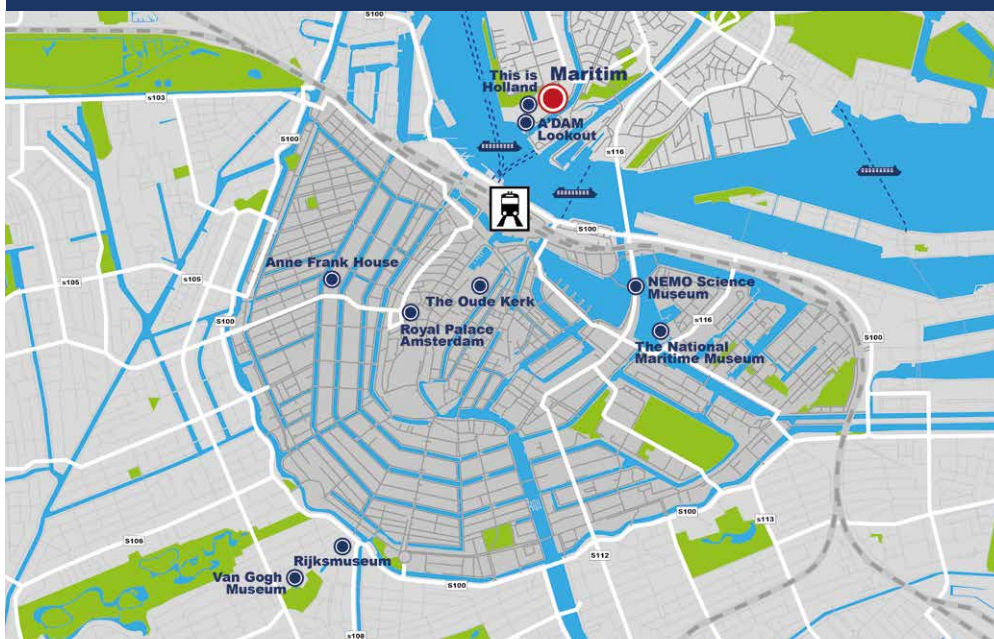 S100
This is
Holland
Maritim
A'DAM
Lookout
s103
S100
s116
S100
Anne Frank House
s105
s105
The Oude Kerk
NEMO Science
Museum
Royal Palace
Amsterdam
s116
S100
S100
The National
Maritime Museum
S100
s113
S106
Rijksmuseum
S112
Van Gogh
Museum
S100
s108